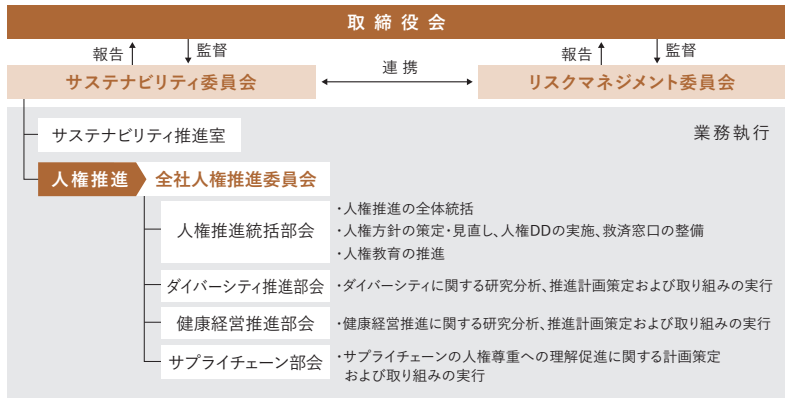 取締役会
報告
監督
報告
監督
サステナビリティ委員会
連携
リスクマネジメント委員会
業務執行
サステナビリティ推進室
人権推進
全社人権推進委員会
人権推進統括部会
・人権推進の全体統括
・人権方針の策定・見直し、人権DDの実施、救済窓口の整備
・人権教育の推進
ダイバーシティ推進部会
・ダイバーシティに関する研究分析、推進計画策定および取り組みの実行
健康経営推進部会
・健康経営推進に関する研究分析、推進計画策定および取り組みの実行
サプライチェーン部会
・サプライチェーンの人権尊重への理解促進に関する計画策定
および取り組みの実行